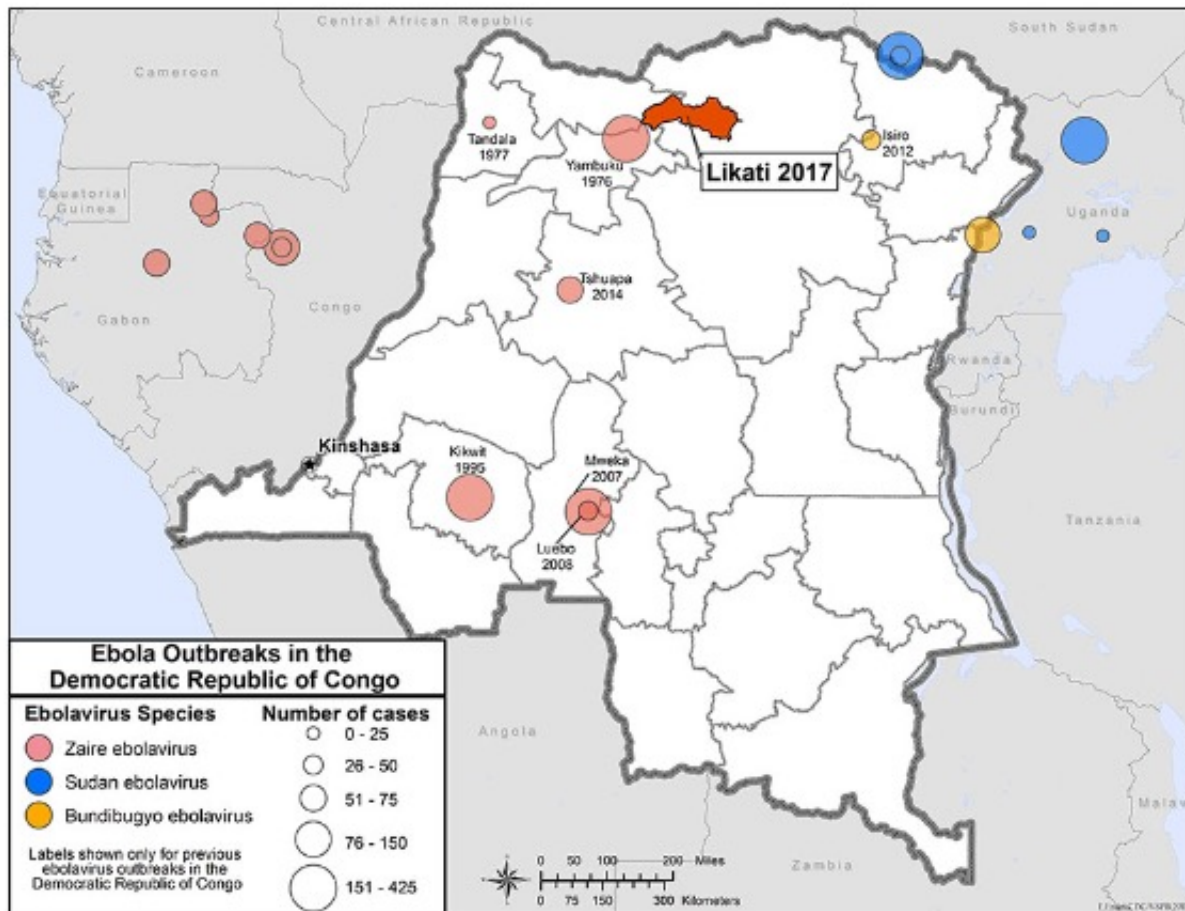 Central African Republic
South Sudan
Cameroon
Tandala
1977
Yambuku
1976
Isiro
2012
Likati 2017
Equatorial
Guinea
Uganda
Tshuapa
2014
Gabon
Congo
Rwanda
Burundi
Kinshasa
Kikwit
1995
Mweka
2007
Luebo
2008
Tanzania
Angola
Zambia
Malaw
Ebola Outbreaks in the
Democratic Republic of Congo
Ebolavirus Species
Number of cases
Zaire ebolavirus
Sudan ebolavirus
Bundibugyo ebolavirus
Labels shown only for previous
ebolavirus outbreaks in the
Democratic Republic of Congo
0 - 25
26 - 50
51 - 75
76 - 150
151 - 425
0 50 100 200 Miles
0 75 150 300 Kilometers